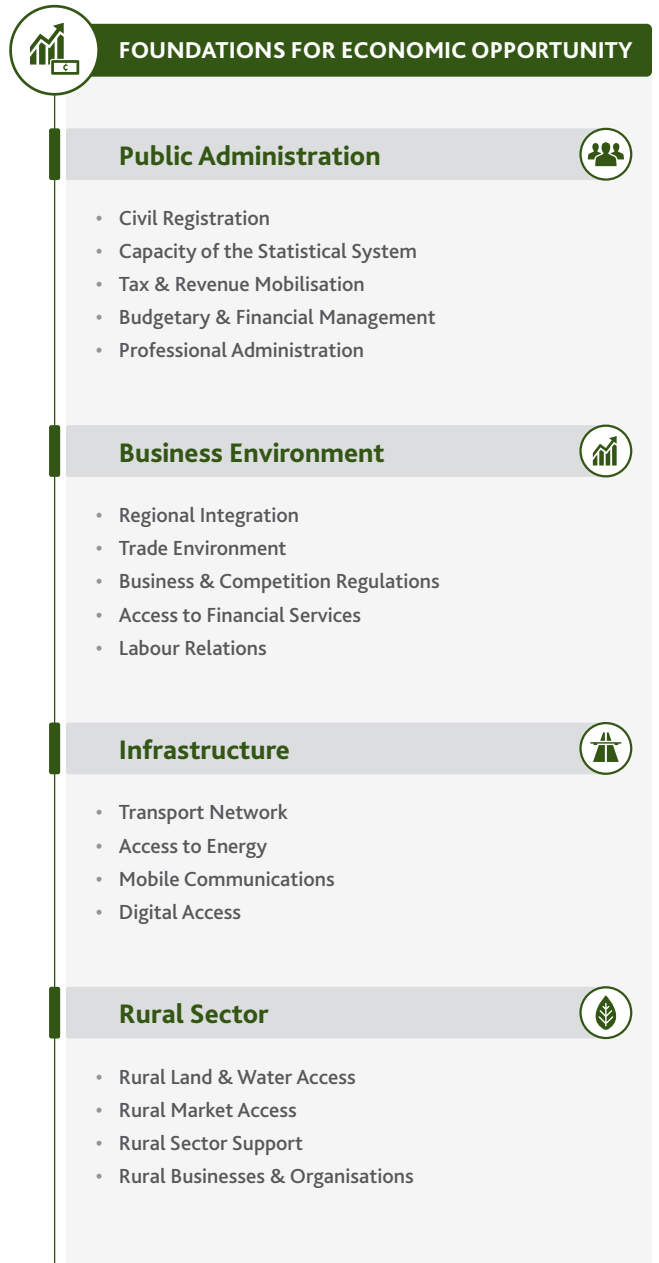 FOUNDATIONS FOR ECONOMIC OPPORTUNITY
Public Administration
• Civil Registration
• Capacity of the Statistical System
• Tax & Revenue Mobilisation
• Budgetary & Financial Management
• Professional Administration
Business Environment
• Regional Integration
• Trade Environment
• Business & Competition Regulations
• Access to Financial Services
• Labour Relations
Infrastructure
• Transport Network
• Access to Energy
• Mobile Communications
• Digital Access
Rural Sector
• Rural Land & Water Access
• Rural Market Access
• Rural Sector Support
• Rural Businesses & Organisations